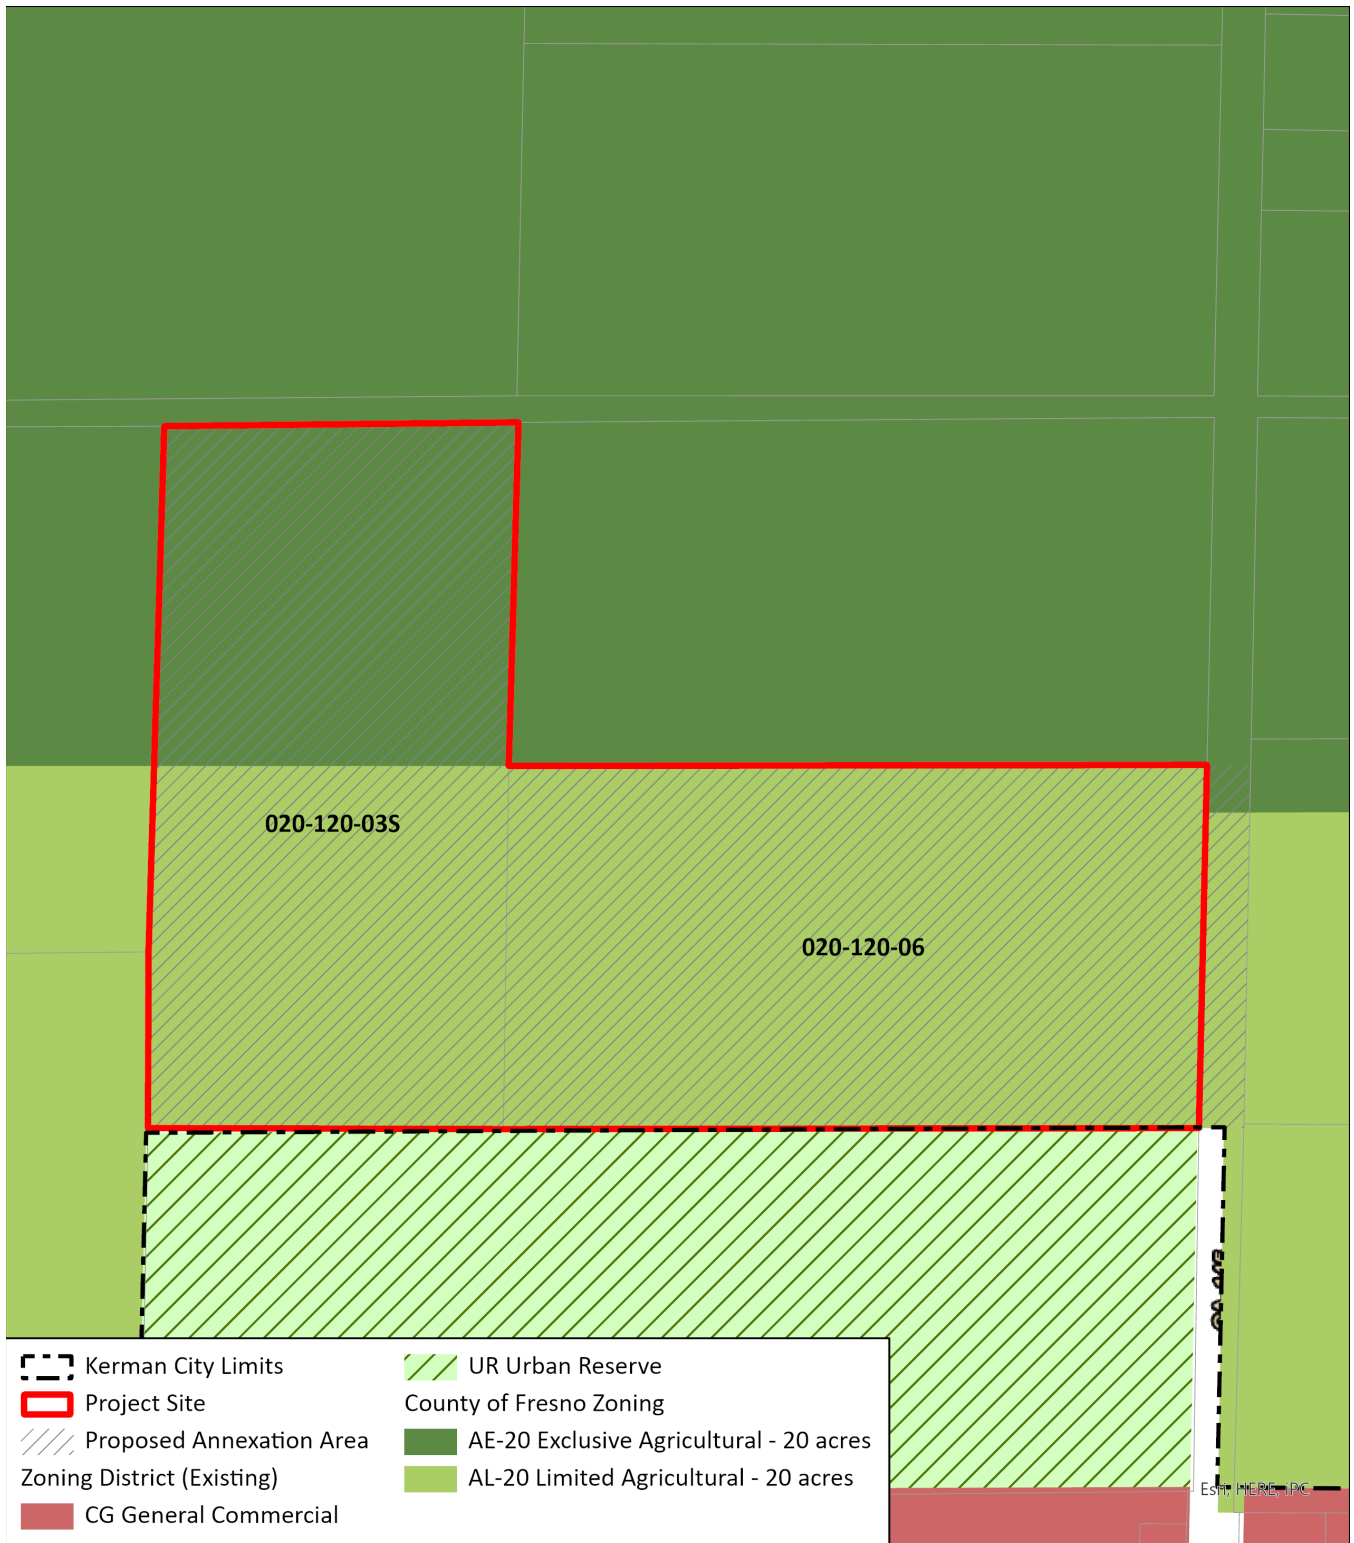 020-120-03S
020-120-06
Esri, HERE, iPC
Kerman City Limits
Project Site
Proposed Annexation Area
Zoning District (Existing)
CG General Commercial
UR Urban Reserve
County of Fresno Zoning
AE-20 Exclusive Agricultural - 20 acres
AL-20 Limited Agricultural - 20 acres